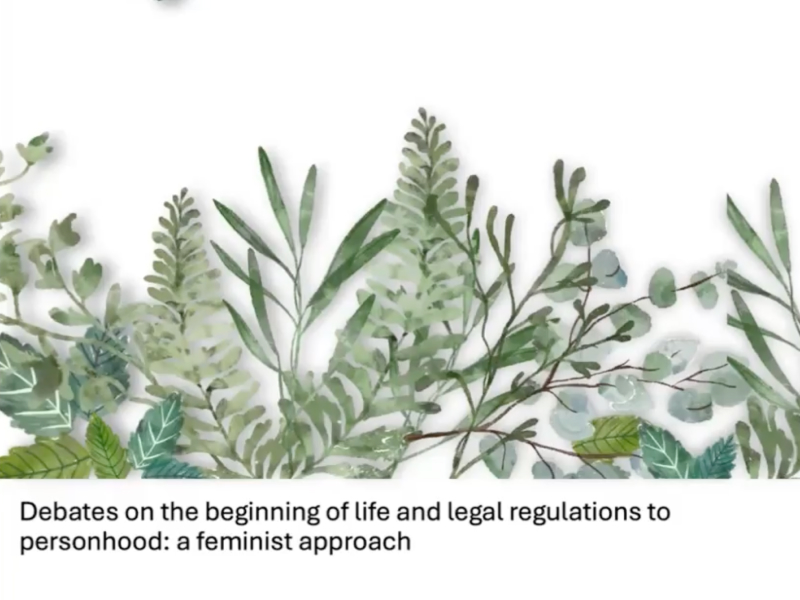 Debates on the beginning of life and legal regulations to
personhood: a feminist approach